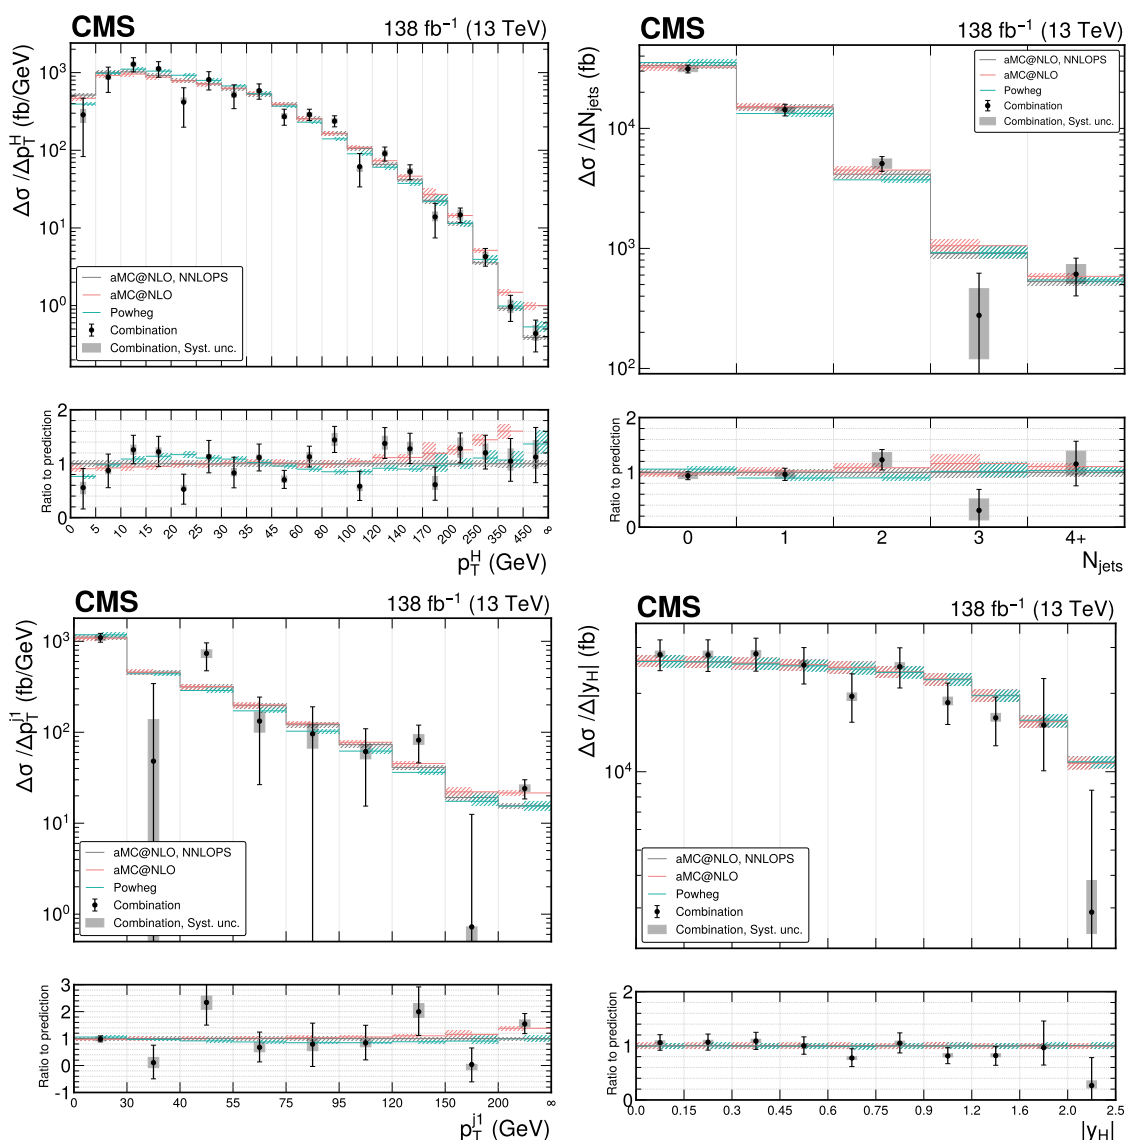 CMS 138 fb⁻¹ (13 TeV)
Δσ/Δp_T^H (fb/GeV)
10³
10²
10¹
10⁰
aMC@NLO, NNLOPS
aMC@NLO
Powheg
Combination
Combination, Syst. unc.
Ratio to prediction
2
1
0
0 5 10 15 20 25 30 35 45 60 80 100 120 140 170 200 250 350 450 ∞
p_T^H (GeV)
CMS 138 fb⁻¹ (13 TeV)
Δσ/ΔN_jets (fb)
10⁴
10³
10²
aMC@NLO, NNLOPS
aMC@NLO
Powheg
Combination
Combination, Syst. unc.
Ratio to prediction
2
1
0
0 1 2 3 4+
N_jets
CMS 138 fb⁻¹ (13 TeV)
Δσ/Δp_T^j1 (fb/GeV)
10³
10²
10¹
10⁰
aMC@NLO, NNLOPS
aMC@NLO
Powheg
Combination
Combination, Syst. unc.
Ratio to prediction
3
2
1
0
-1
0 30 40 55 75 95 120 150 200 ∞
p_T^j1 (GeV)
CMS 138 fb⁻¹ (13 TeV)
Δσ/Δ|y_H| (fb)
10⁴
aMC@NLO, NNLOPS
aMC@NLO
Powheg
Combination
Combination, Syst. unc.
Ratio to prediction
2
1
0
0.0 0.15 0.3 0.45 0.6 0.75 0.9 1.2 1.6 2.0 2.5
|y_H|